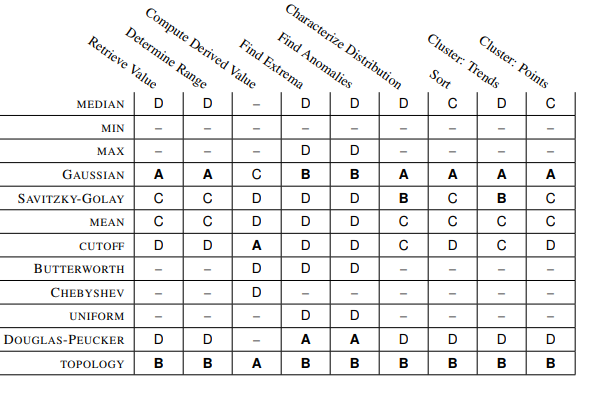 Retrieve Value
Determine Range
Compute Derived Value
Find Extrema
Find Anomalies
Characterize Distribution
Sort
Cluster: Trends
Cluster: Points
MEDIAN D D – D D D C D C
MIN – – – – – – – – –
MAX – – – D D – – – –
GAUSSIAN A A C B B A A A A
SAVITZKY-GOLAY C C D D D B C B C
MEAN C C D D D C C C C
CUTOFF D D A D D C D C D
BUTTERWORTH – – D D D – – – –
CHEBYSHEV – – D – – – – – –
UNIFORM – – – D D – – – –
DOUGLAS-PEUCKER D D – A A D D D D
TOPOLOGY B B A B B B B B B